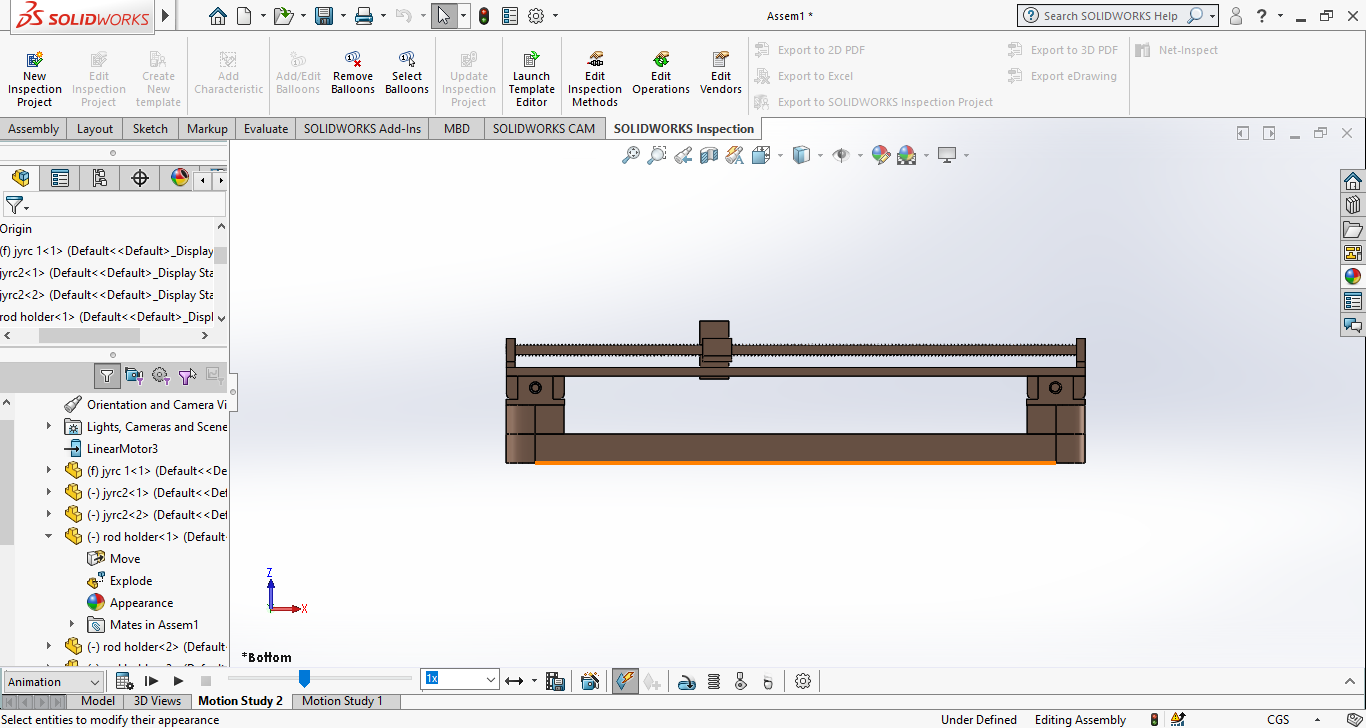 SOLIDWORKS
Assem1 *
Search SOLIDWORKS Help
New Inspection Project
Edit Inspection Project
Create New template
Add Characteristic
Add/Edit Balloons
Remove Balloons
Select Balloons
Update Inspection Project
Launch Template Editor
Edit Inspection Methods
Edit Operations
Edit Vendors
Export to 2D PDF
Export to Excel
Export to SOLIDWORKS Inspection Project
Export to 3D PDF
Export eDrawing
Net-Inspect
Assembly Layout Sketch Markup Evaluate SOLIDWORKS Add-Ins MBD SOLIDWORKS CAM SOLIDWORKS Inspection
Origin
(f) jyrc 1<1> (Default<<Default>_Display
jyrc2<1> (Default<<Default>_Display Sta
jyrc2<2> (Default<<Default>_Display Sta
rod holder<1> (Default<<Default>_Displ
Orientation and Camera Vi
Lights, Cameras and Scene
LinearMotor3
(f) jyrc 1<1> (Default<<De
(-) jyrc2<1> (Default<<Def
(-) jyrc2<2> (Default<<Def
(-) rod holder<1> (Default
Move
Explode
Appearance
Mates in Assem1
(-) rod holder<2> (Default
Z
X
*Bottom
Animation
1x
Model 3D Views Motion Study 2 Motion Study 1
Select entities to modify their appearance
Under Defined Editing Assembly CGS